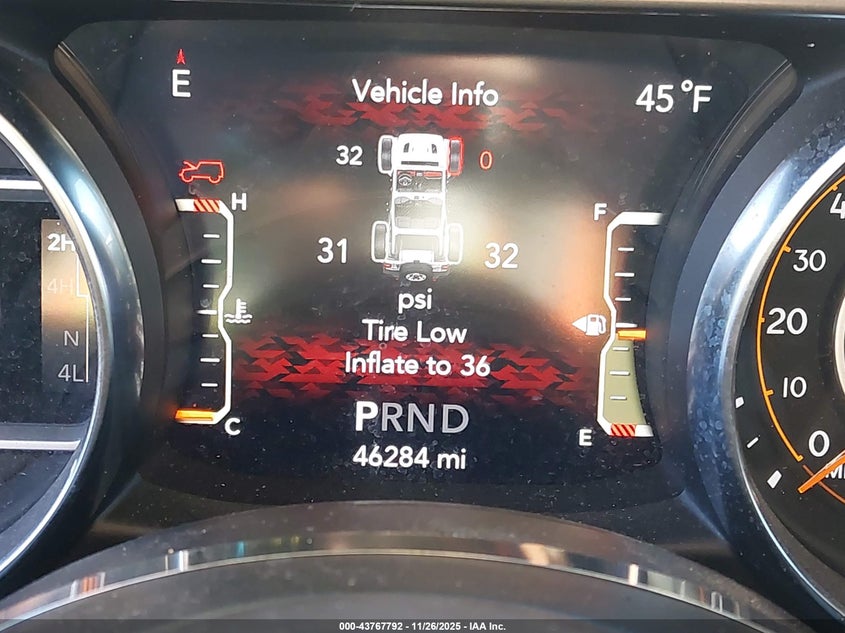 E
Vehicle Info
45°F
32
0
H
F
2H
4H
31
32
psi
N
4L
Tire Low
Inflate to 36
C
E
PRND
46284 mi
30
20
10
0
000-43767792 - 11/26/2025 - IAA Inc.